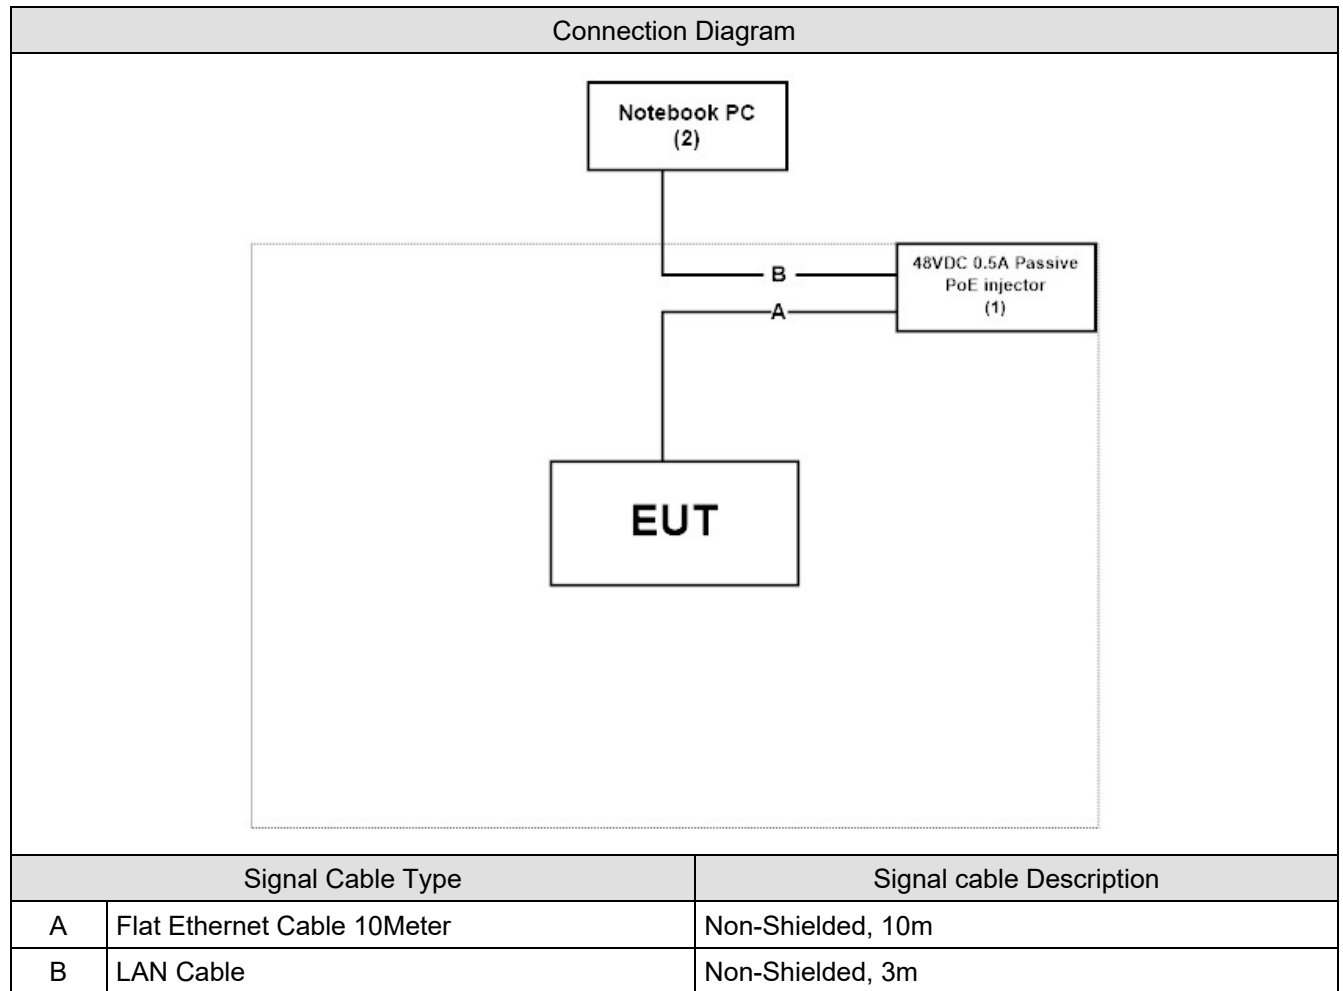 Connection Diagram
Notebook PC
(2)
48VDC 0.5A Passive
PoE injector
(1)
B
A
EUT
Signal Cable Type Signal cable Description
A Flat Ethernet Cable 10Meter Non-Shielded, 10m
B LAN Cable Non-Shielded, 3m